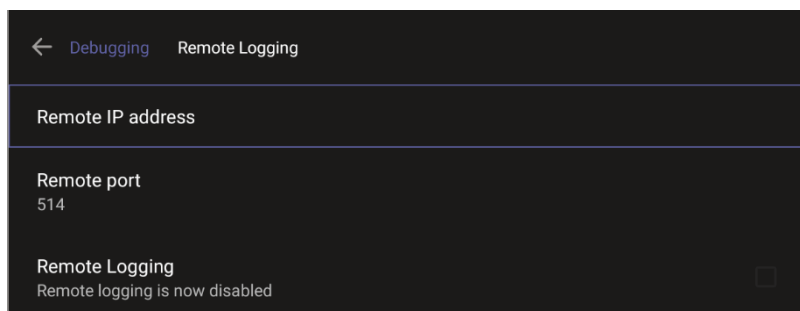 Debugging Remote Logging
Remote IP address
Remote port
514
Remote Logging
Remote logging is now disabled